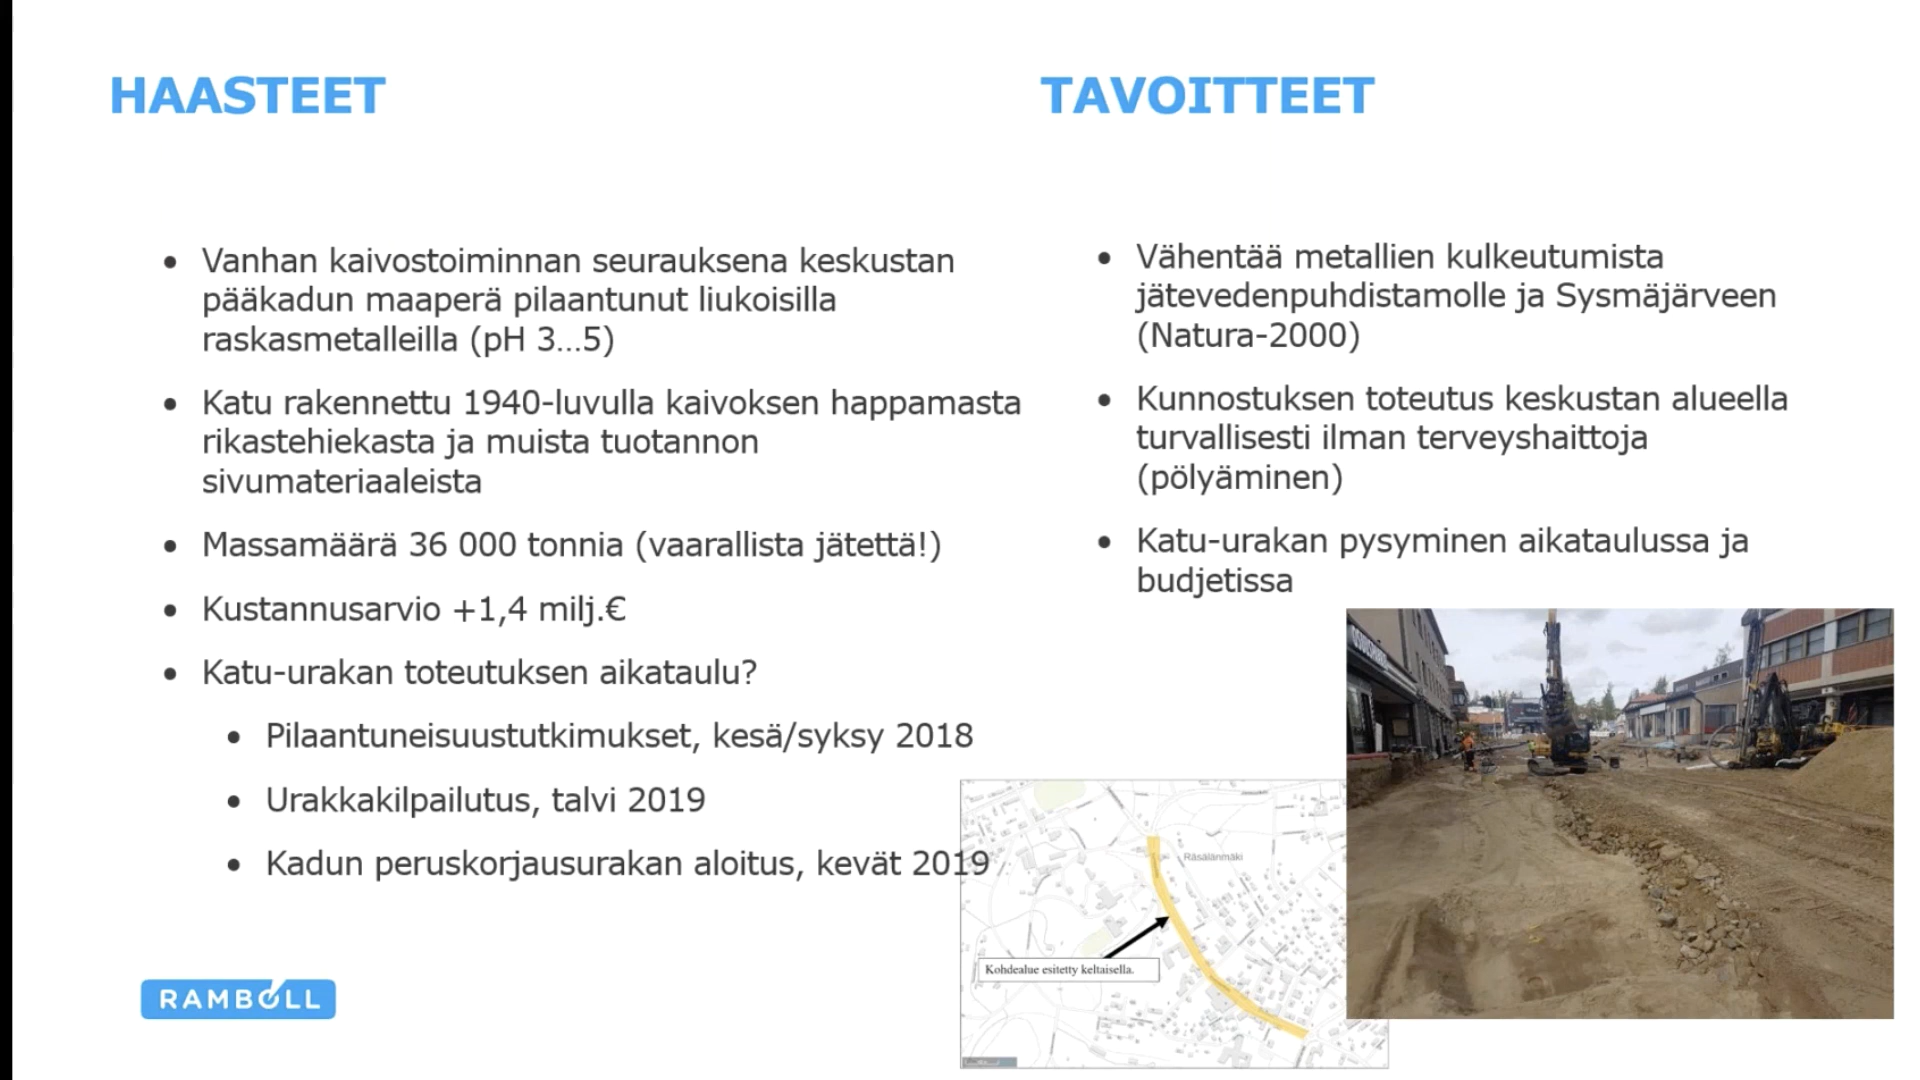 HAASTEET
Vanhan kaivostoiminnan seurauksena keskustan
pääkadun maaperä pilaantunut liukoisilla
raskasmetalleilla (pH 3…5)
Katu rakennettu 1940-luvulla kaivoksen happamasta
rikastehiekasta ja muista tuotannon
sivumateriaaleista
Massamäärä 36 000 tonnia (vaarallista jätettä!)
Kustannusarvio +1,4 milj.€
Katu-urakan toteutuksen aikataulu?
Pilaantuneisuustutkimukset, kesä/syksy 2018
Urakkakilpailutus, talvi 2019
Kadun peruskorjausurakan aloitus, kevät 2019
TAVOITTEET
Vähentää metallien kulkeutumista
jätevedenpuhdistamolle ja Sysmäjärveen
(Natura-2000)
Kunnostuksen toteutus keskustan alueella
turvallisesti ilman terveyshaittoja
(pölyäminen)
Katu-urakan pysyminen aikataulussa ja
budjetissa
Räsälänmäki
Kohdealue esitetty keltaisella.
RAMBOLL